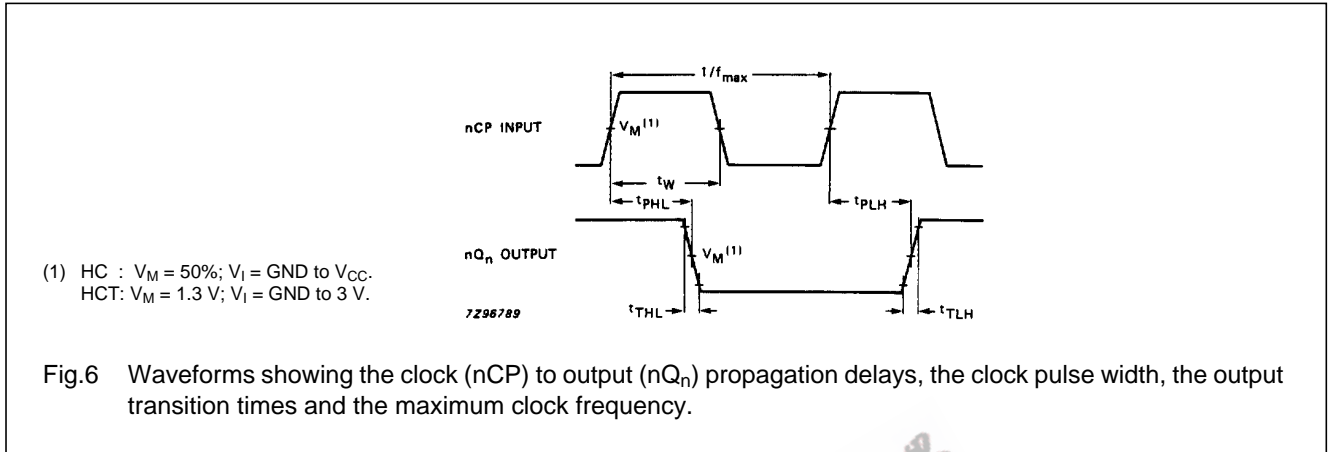 1/fmax
nCP INPUT
VM(1)
tW
tPHL
tPLH
nQn OUTPUT
VM(1)
(1) HC : VM = 50%; VI = GND to VCC.
HCT: VM = 1.3 V; VI = GND to 3 V.
7Z96789
tTHL
tTLH
Fig.6 Waveforms showing the clock (nCP) to output (nQn) propagation delays, the clock pulse width, the output
transition times and the maximum clock frequency.